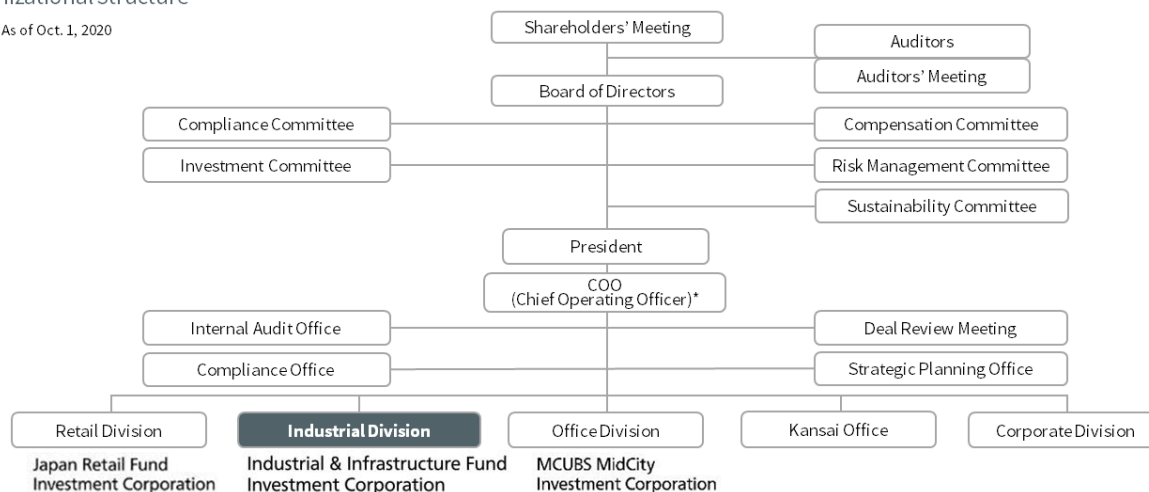 As of Oct. 1, 2020
Shareholders’ Meeting
Auditors
Auditors’ Meeting
Board of Directors
Compliance Committee
Compensation Committee
Investment Committee
Risk Management Committee
Sustainability Committee
President
COO
(Chief Operating Officer)*
Internal Audit Office
Deal Review Meeting
Compliance Office
Strategic Planning Office
Retail Division
Industrial Division
Office Division
Kansai Office
Corporate Division
Japan Retail Fund
Investment Corporation
Industrial & Infrastructure Fund
Investment Corporation
MCUBS MidCity
Investment Corporation